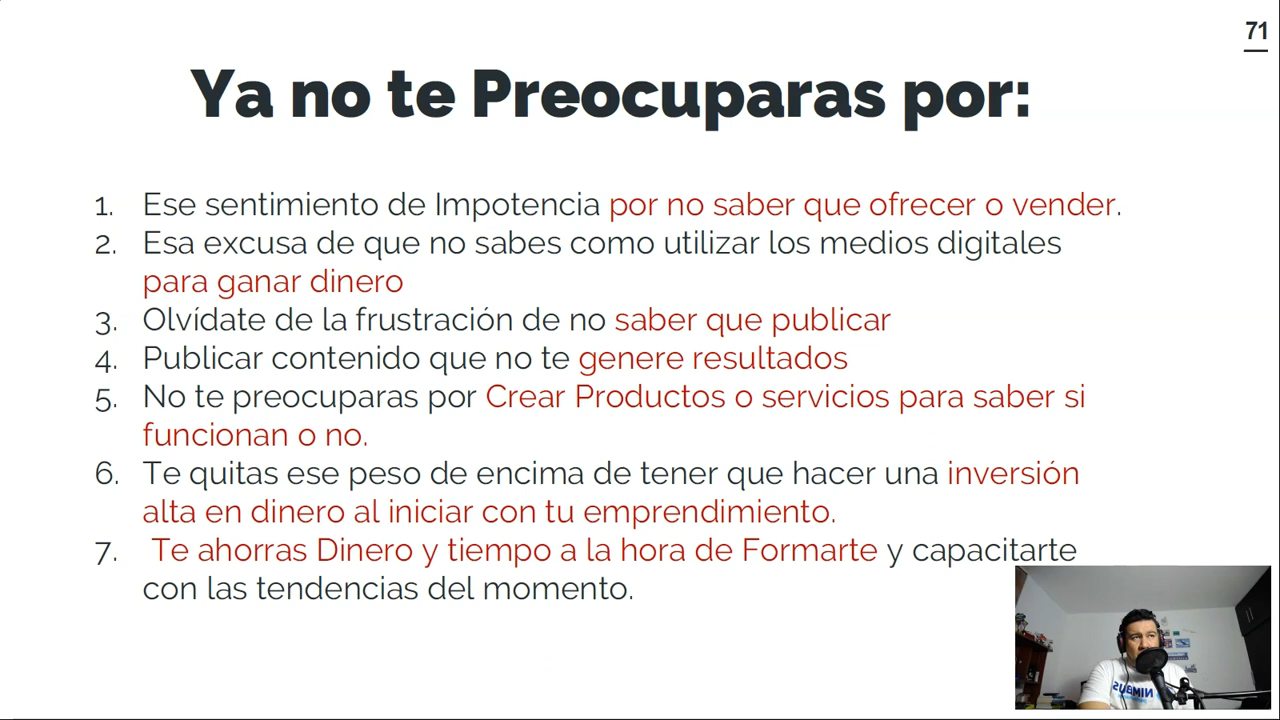 71
Ya no te Preocuparas por:
1. Ese sentimiento de Impotencia por no saber que ofrecer o vender.
2. Esa excusa de que no sabes como utilizar los medios digitales
para ganar dinero
3. Olvídate de la frustración de no saber que publicar
4. Publicar contenido que no te genere resultados
5. No te preocuparas por Crear Productos o servicios para saber si
funcionan o no.
6. Te quitas ese peso de encima de tener que hacer una inversión
alta en dinero al iniciar con tu emprendimiento.
7. Te ahorras Dinero y tiempo a la hora de Formarte y capacitarte
con las tendencias del momento.